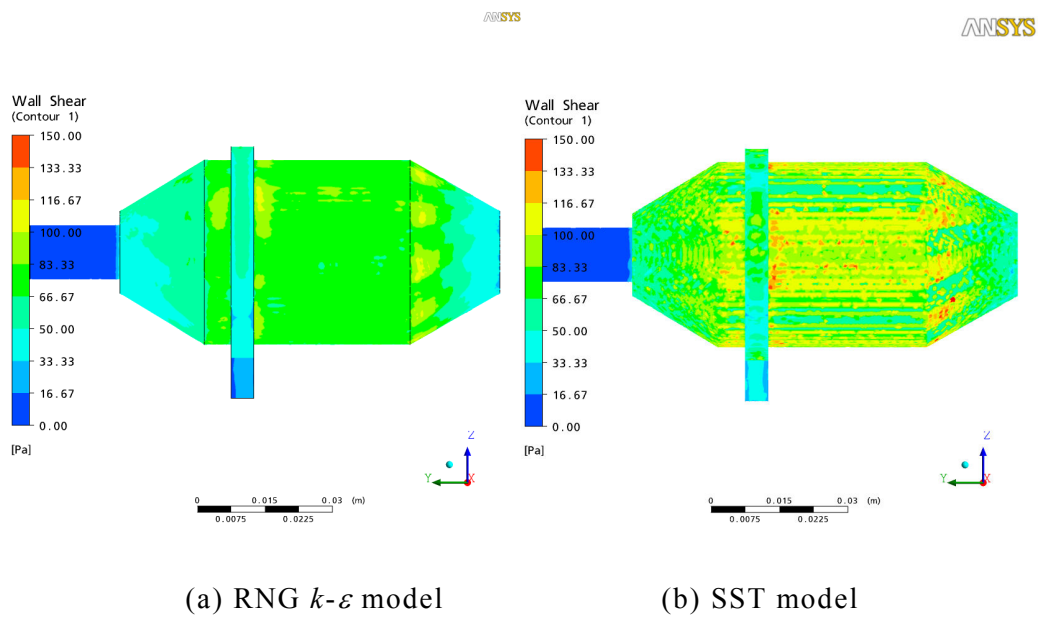 ANSYS
Wall Shear
(Contour 1)
150.00
133.33
116.67
100.00
83.33
66.67
50.00
33.33
16.67
0.00
[Pa]
Z
Y
X
0 0.015 0.03 (m)
0.0075 0.0225
(a) RNG k-ε model
ANSYS
Wall Shear
(Contour 1)
150.00
133.33
116.67
100.00
83.33
66.67
50.00
33.33
16.67
0.00
[Pa]
Z
Y
X
0 0.015 0.03 (m)
0.0075 0.0225
(b) SST model